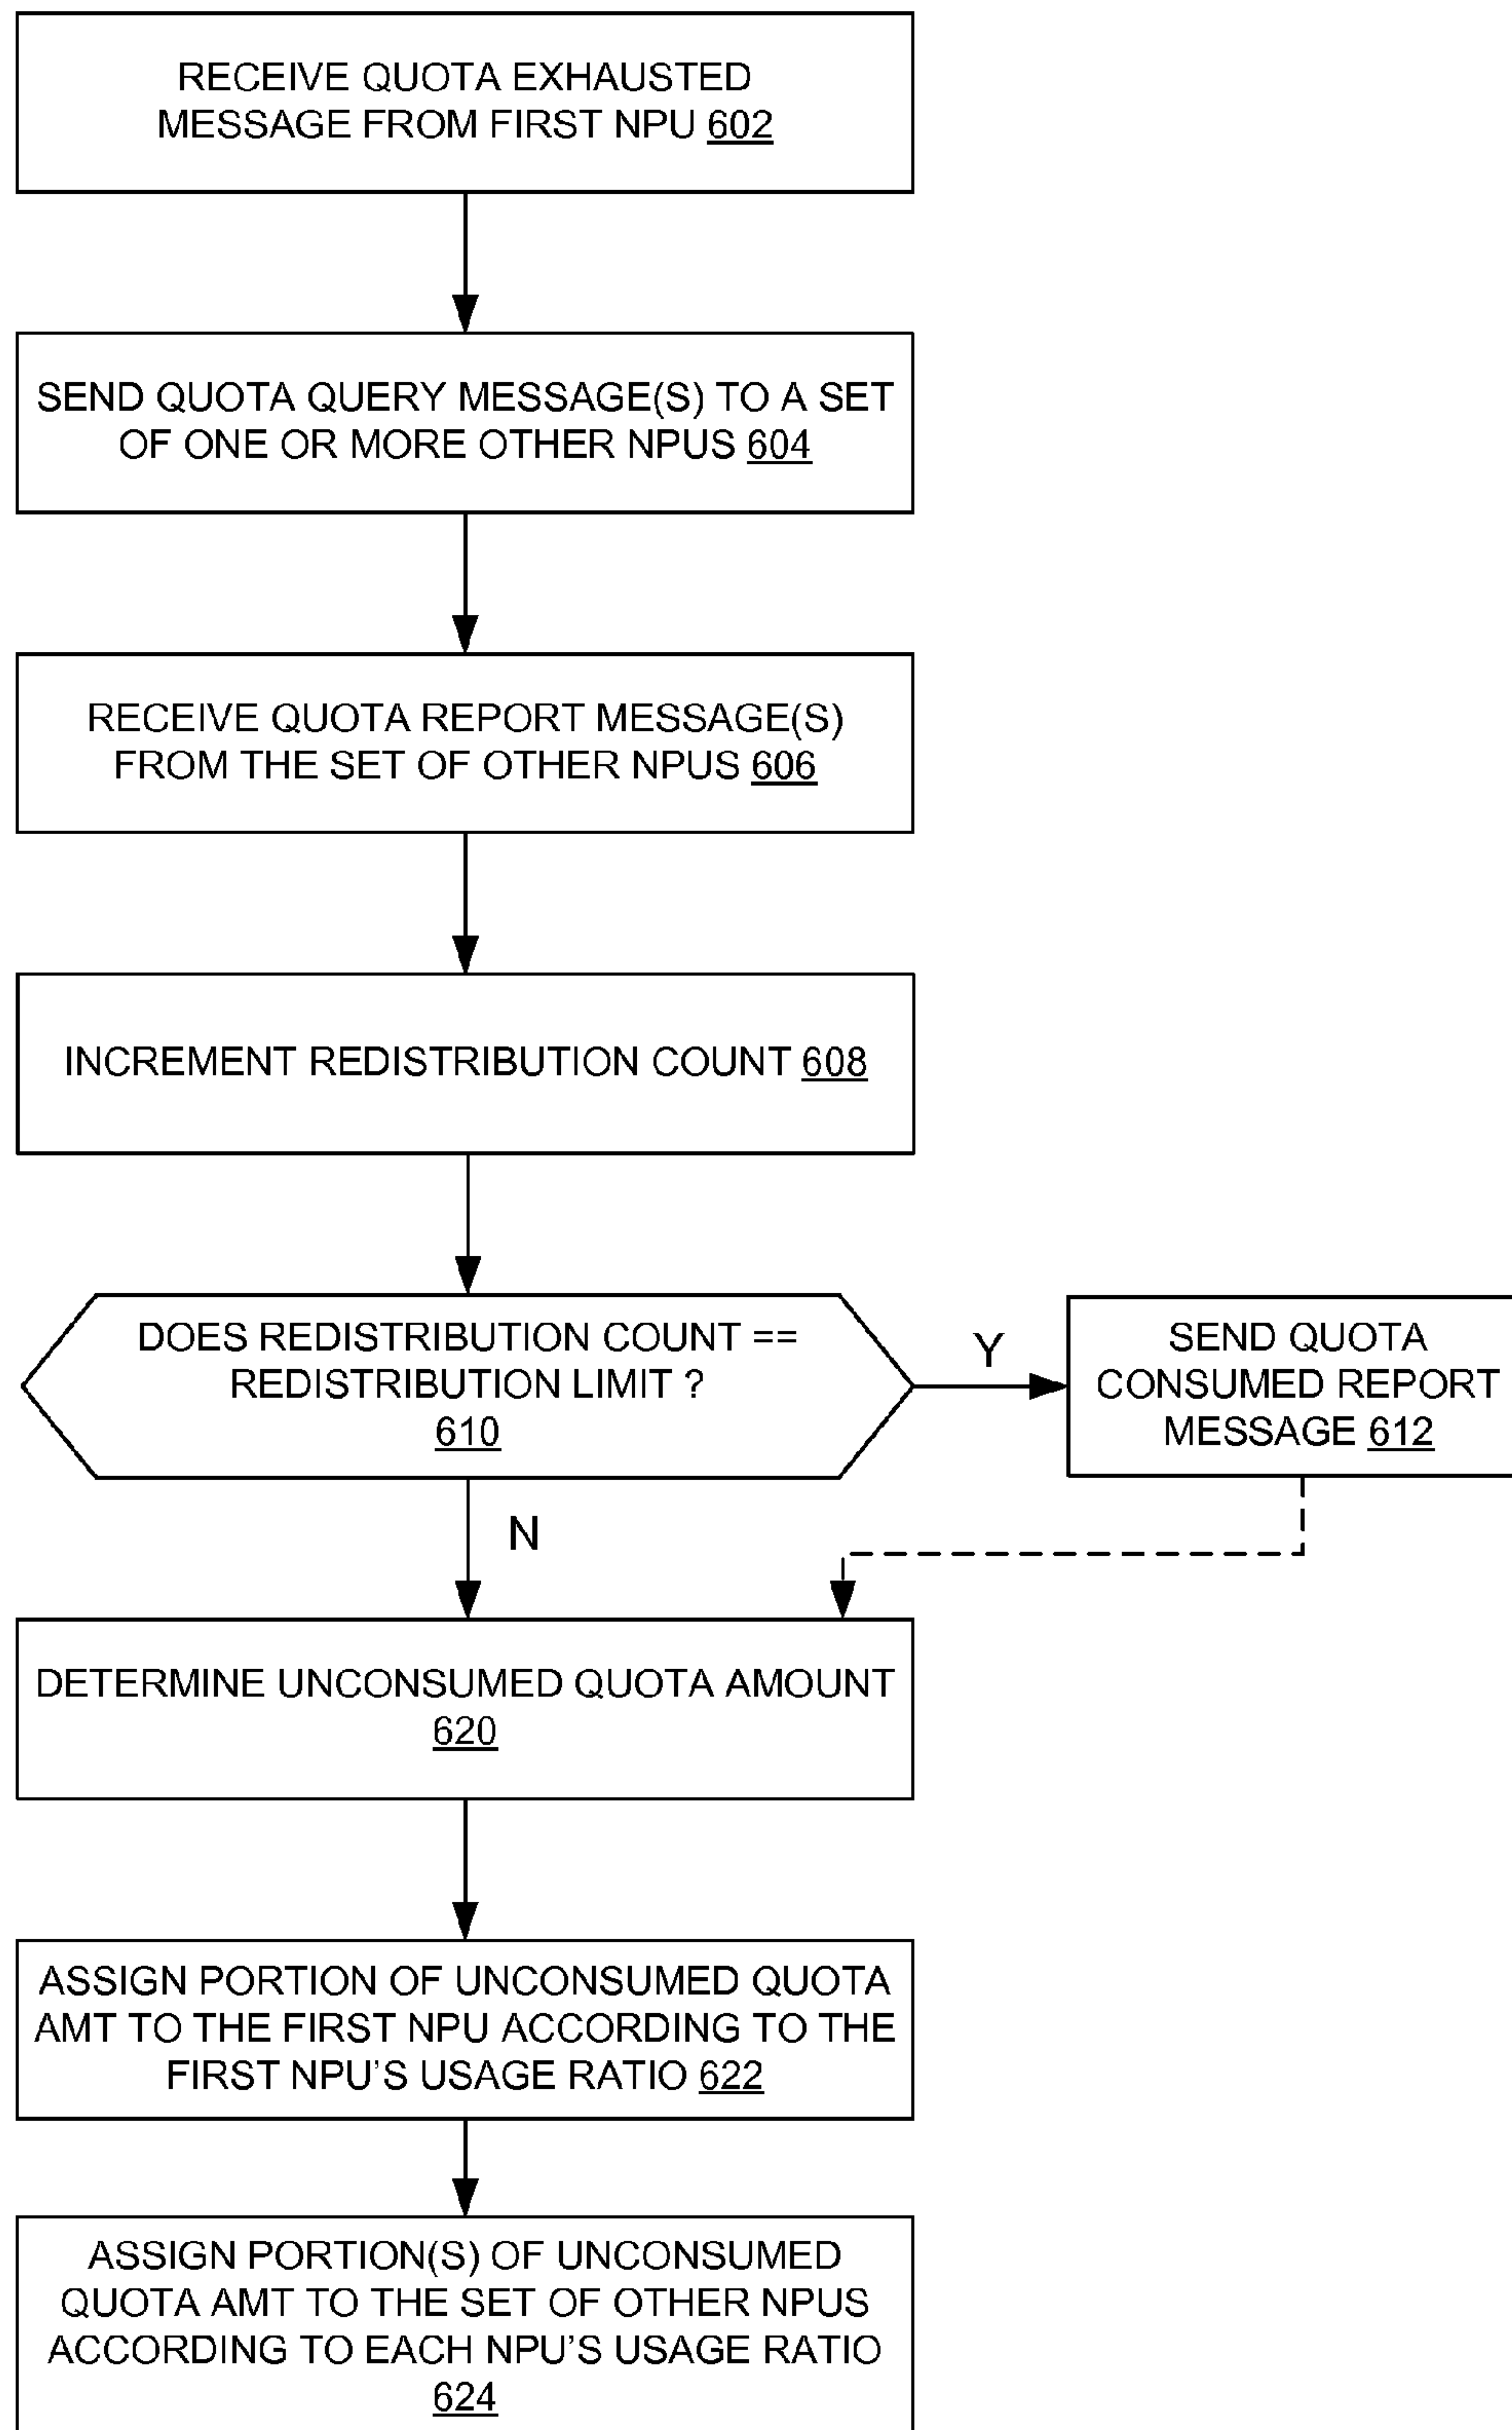 RECEIVE QUOTA EXHAUSTED
MESSAGE FROM FIRST NPU 602
SEND QUOTA QUERY MESSAGE(S) TO A SET
OF ONE OR MORE OTHER NPUS 604
RECEIVE QUOTA REPORT MESSAGE(S)
FROM THE SET OF OTHER NPUS 606
INCREMENT REDISTRIBUTION COUNT 608
DOES REDISTRIBUTION COUNT ==
REDISTRIBUTION LIMIT ?
610
Y
SEND QUOTA
CONSUMED REPORT
MESSAGE 612
N
DETERMINE UNCONSUMED QUOTA AMOUNT
620
ASSIGN PORTION OF UNCONSUMED QUOTA
AMT TO THE FIRST NPU ACCORDING TO THE
FIRST NPU'S USAGE RATIO 622
ASSIGN PORTION(S) OF UNCONSUMED
QUOTA AMT TO THE SET OF OTHER NPUS
ACCORDING TO EACH NPU'S USAGE RATIO
624